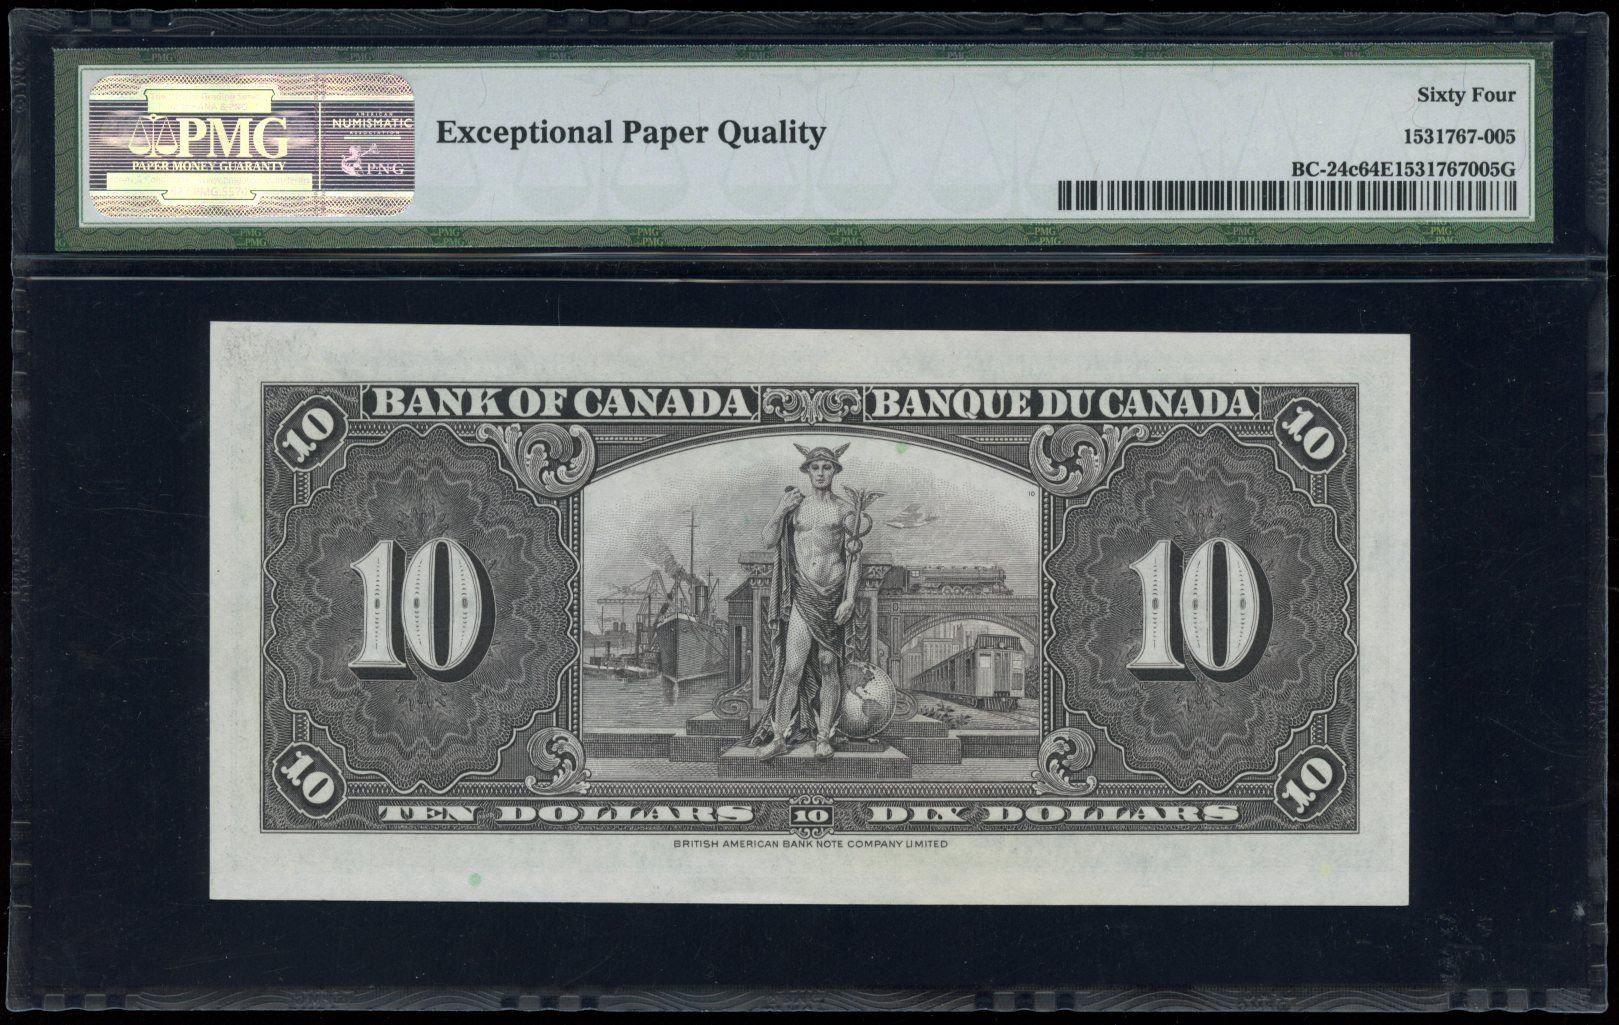 PMG
PAPER MONEY GUARANTY
AMERICAN
NUMISMATIC
ASSOCIATION
PNG
Exceptional Paper Quality
Sixty Four
1531767-005
BC-24c64E1531767005G
BANK OF CANADA
BANQUE DU CANADA
10
10
10
10
10
10
10
TEN DOLLARS
10
DIX DOLLARS
BRITISH AMERICAN BANK NOTE COMPANY LIMITED